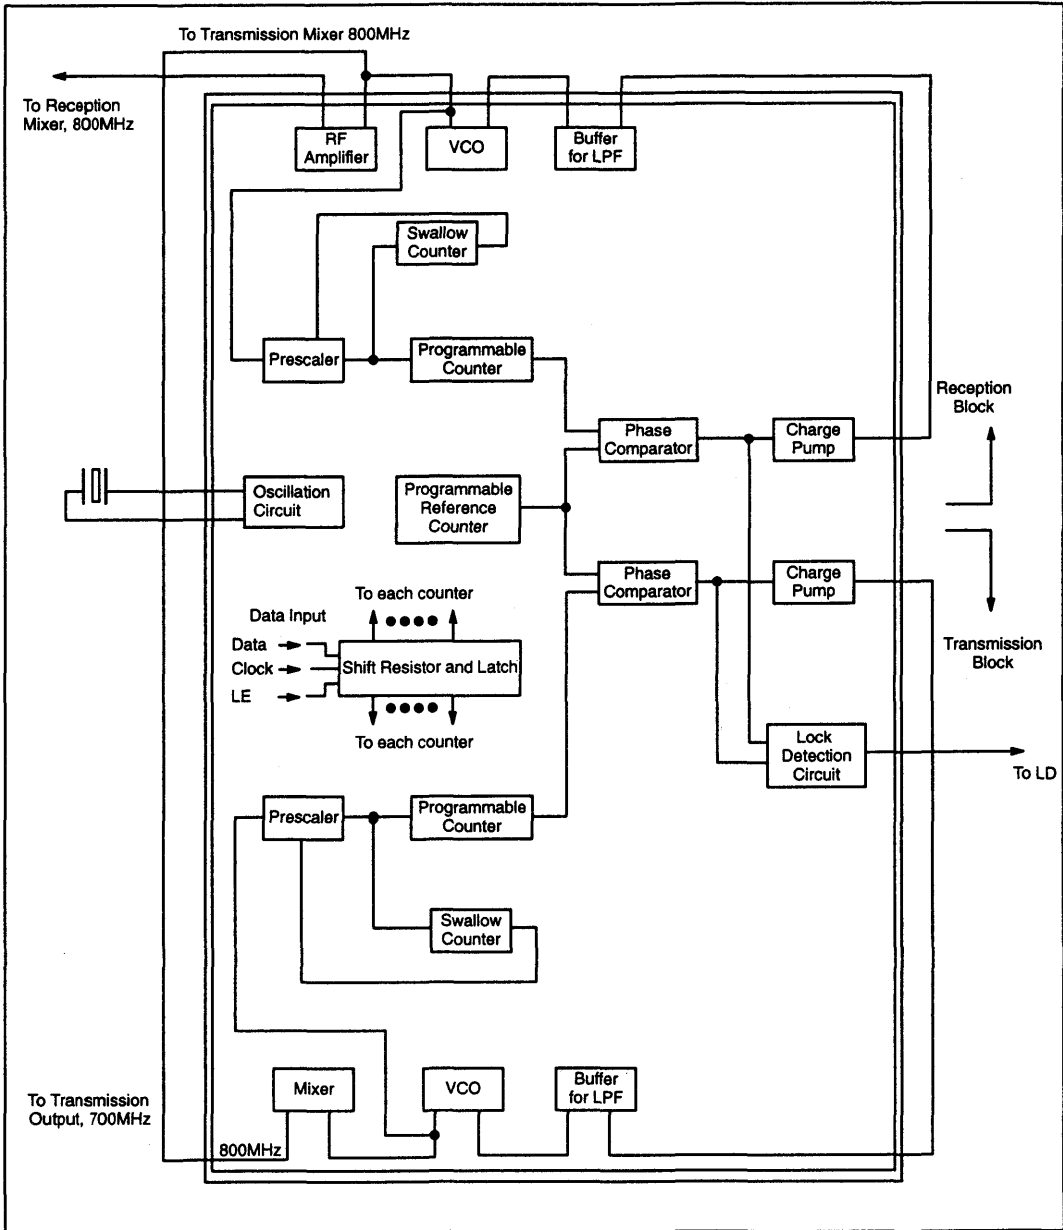 To Transmission Mixer 800MHz
To Reception
Mixer, 800MHz
RF
Amplifier
VCO
Buffer
for LPF
Swallow
Counter
Prescaler
Programmable
Counter
Reception
Block
Phase
Comparator
Charge
Pump
Oscillation
Circuit
Programmable
Reference
Counter
Phase
Comparator
Charge
Pump
To each counter
Data Input
Data
Clock
LE
Shift Resistor and Latch
To each counter
Transmission
Block
Lock
Detection
Circuit
To LD
Prescaler
Programmable
Counter
Swallow
Counter
Mixer
VCO
Buffer
for LPF
To Transmission
Output, 700MHz
800MHz